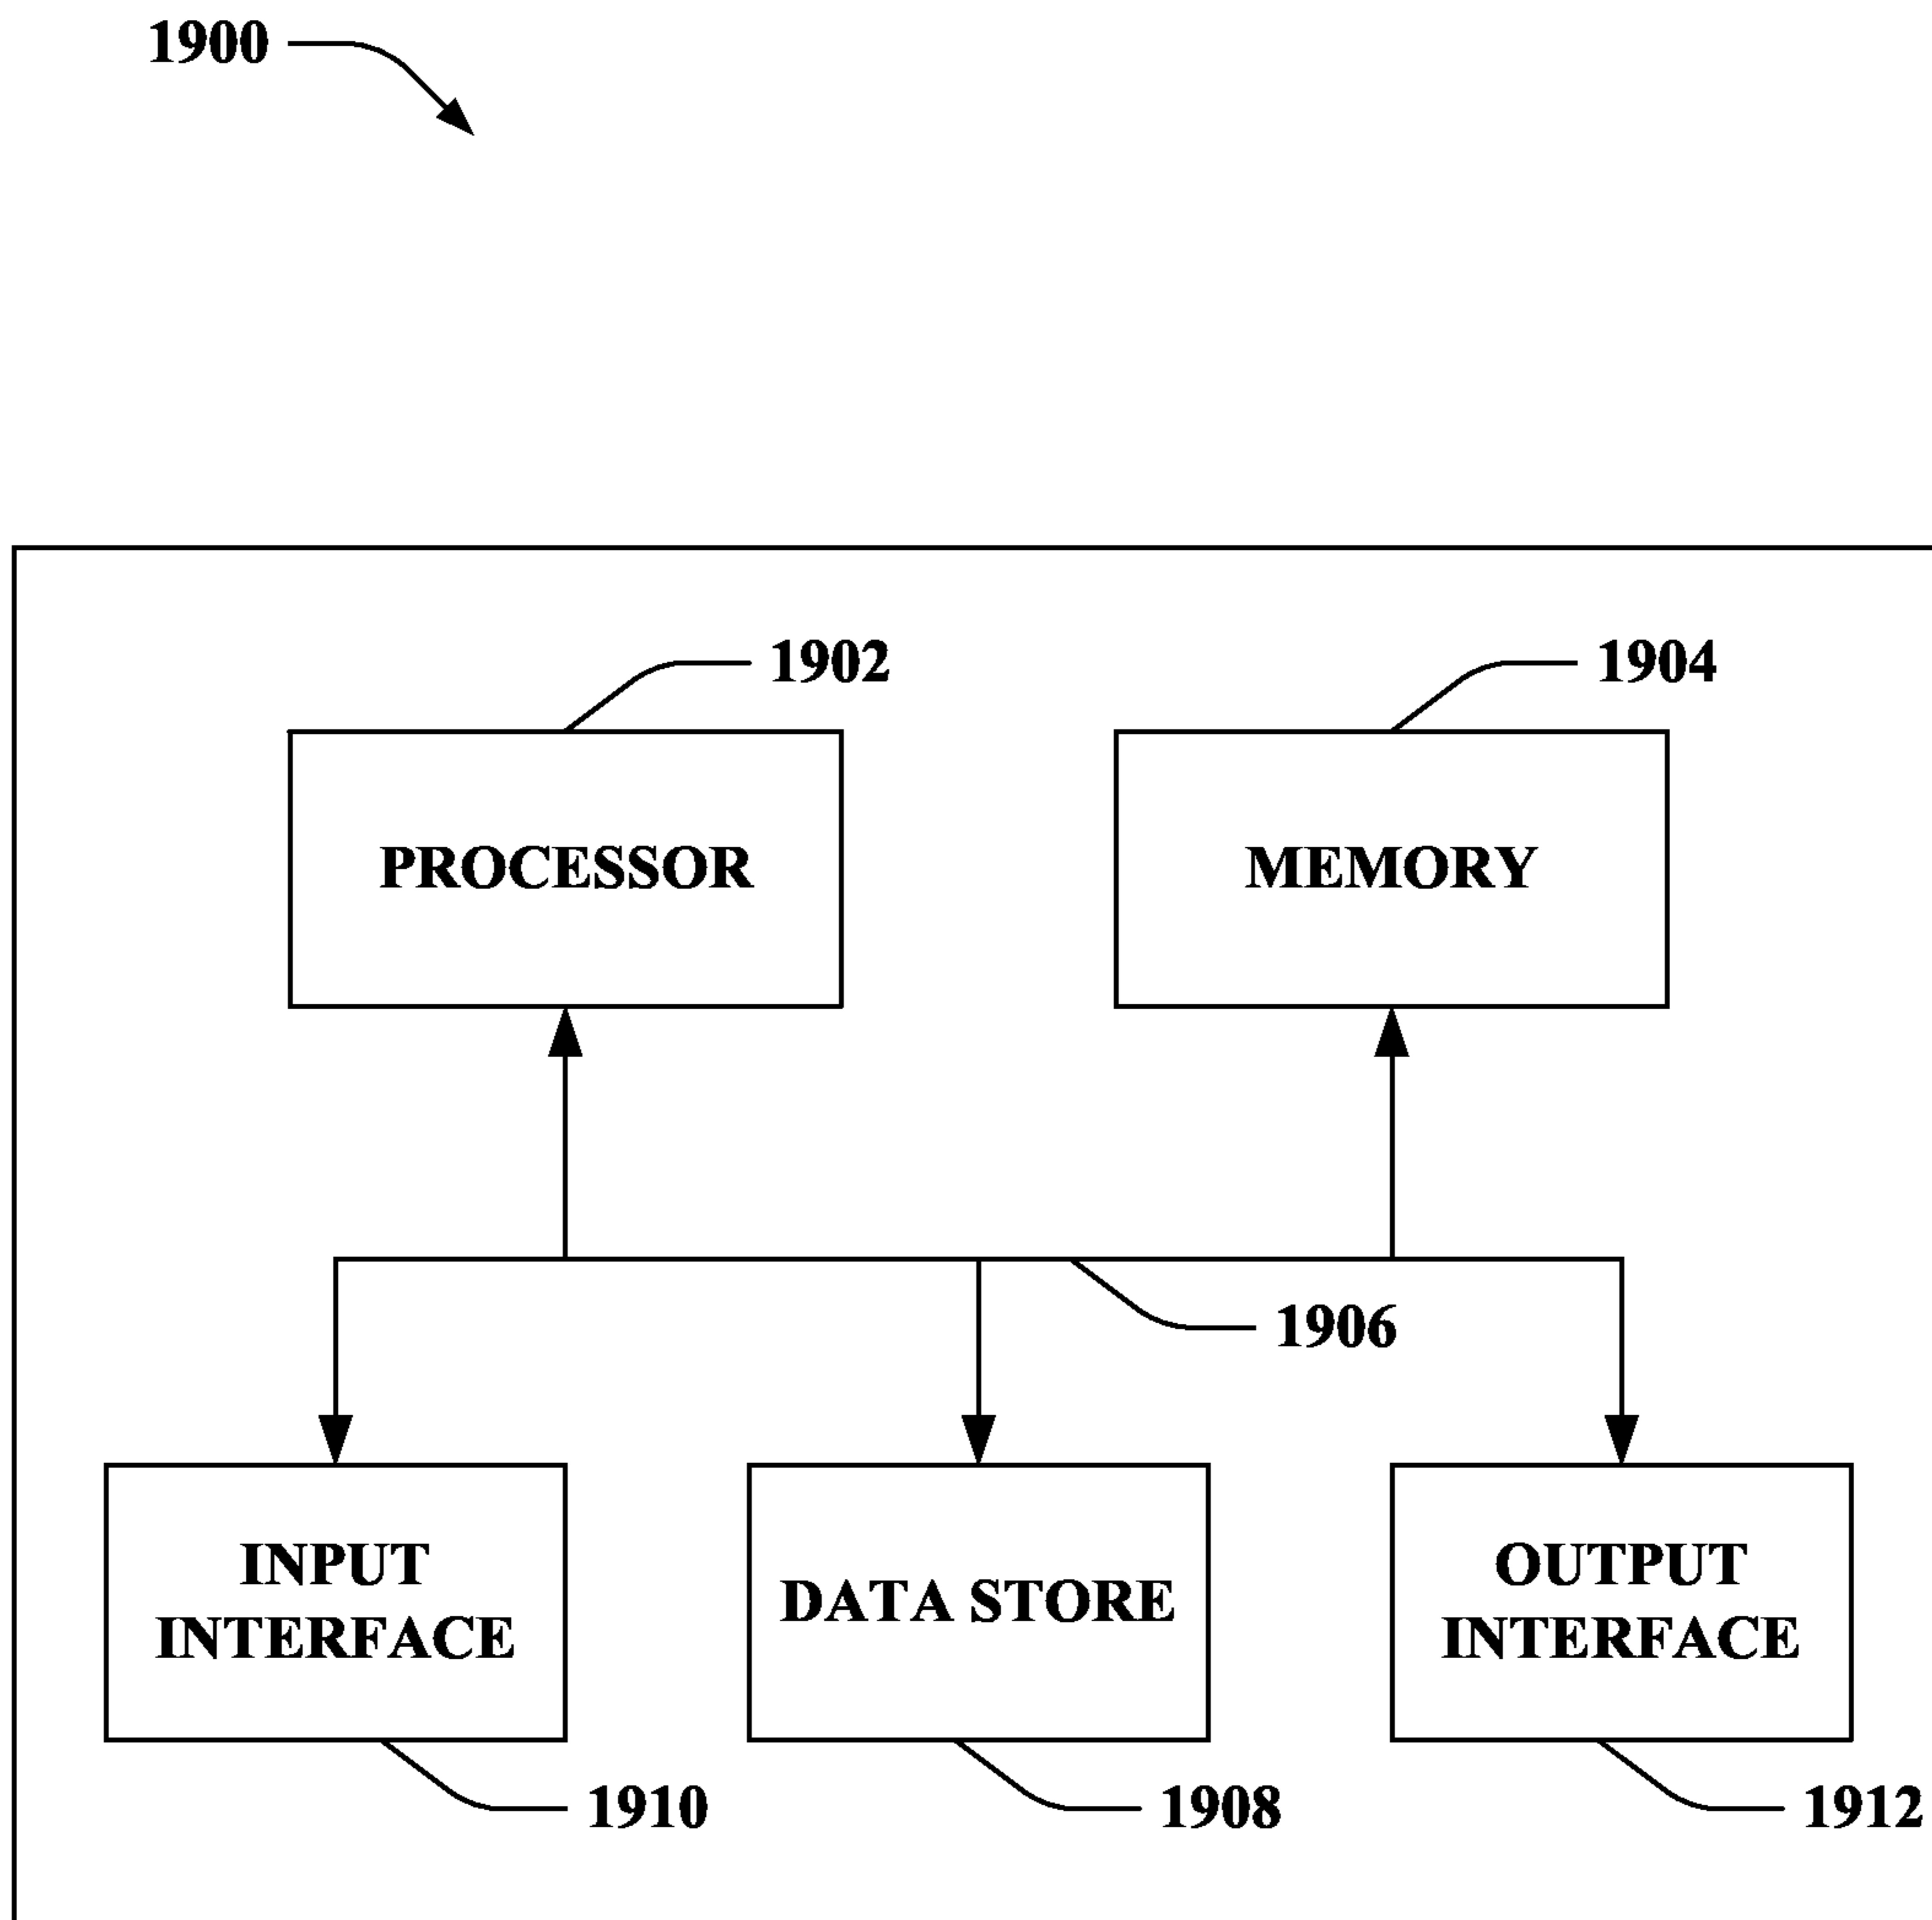 1900
1902
1904
PROCESSOR
MEMORY
1906
INPUT
INTERFACE
DATA STORE
OUTPUT
INTERFACE
1910
1908
1912